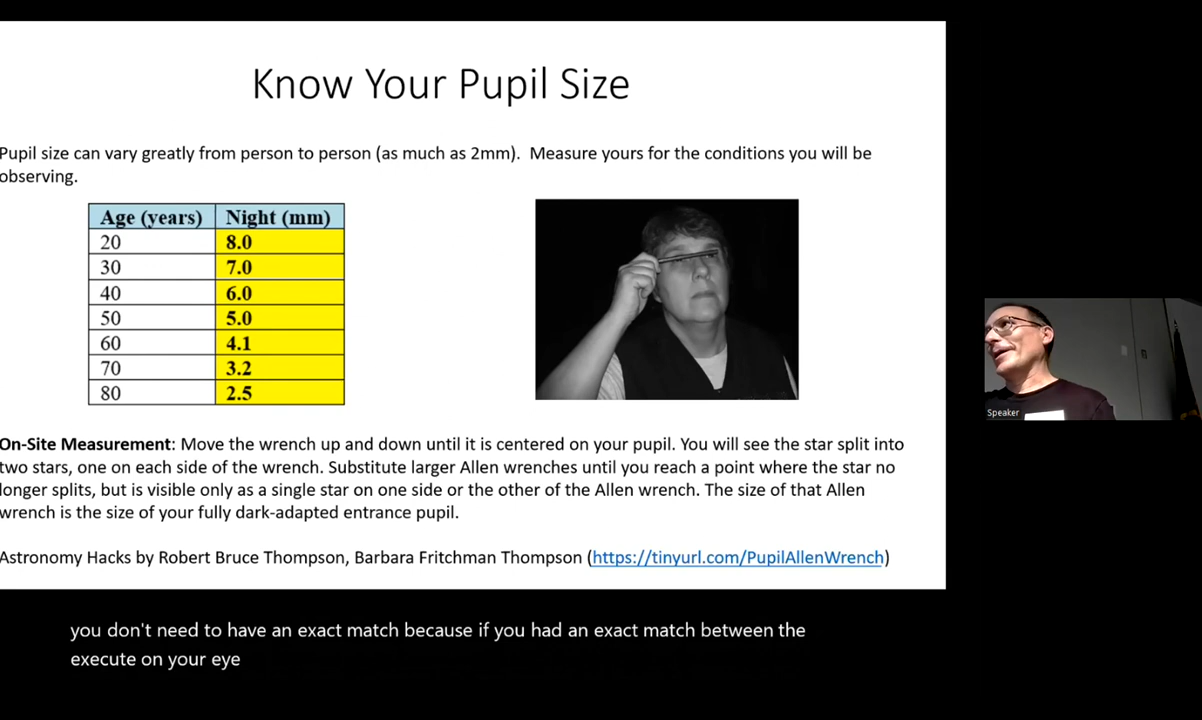 Know Your Pupil Size
Pupil size can vary greatly from person to person (as much as 2mm).  Measure yours for the conditions you will be
observing.
Age (years) Night (mm)
20 8.0
30 7.0
40 6.0
50 5.0
60 4.1
70 3.2
80 2.5
Speaker
On-Site Measurement: Move the wrench up and down until it is centered on your pupil. You will see the star split into
two stars, one on each side of the wrench. Substitute larger Allen wrenches until you reach a point where the star no
longer splits, but is visible only as a single star on one side or the other of the Allen wrench. The size of that Allen
wrench is the size of your fully dark-adapted entrance pupil.
Astronomy Hacks by Robert Bruce Thompson, Barbara Fritchman Thompson (https://tinyurl.com/PupilAllenWrench)
you don't need to have an exact match because if you had an exact match between the
execute on your eye